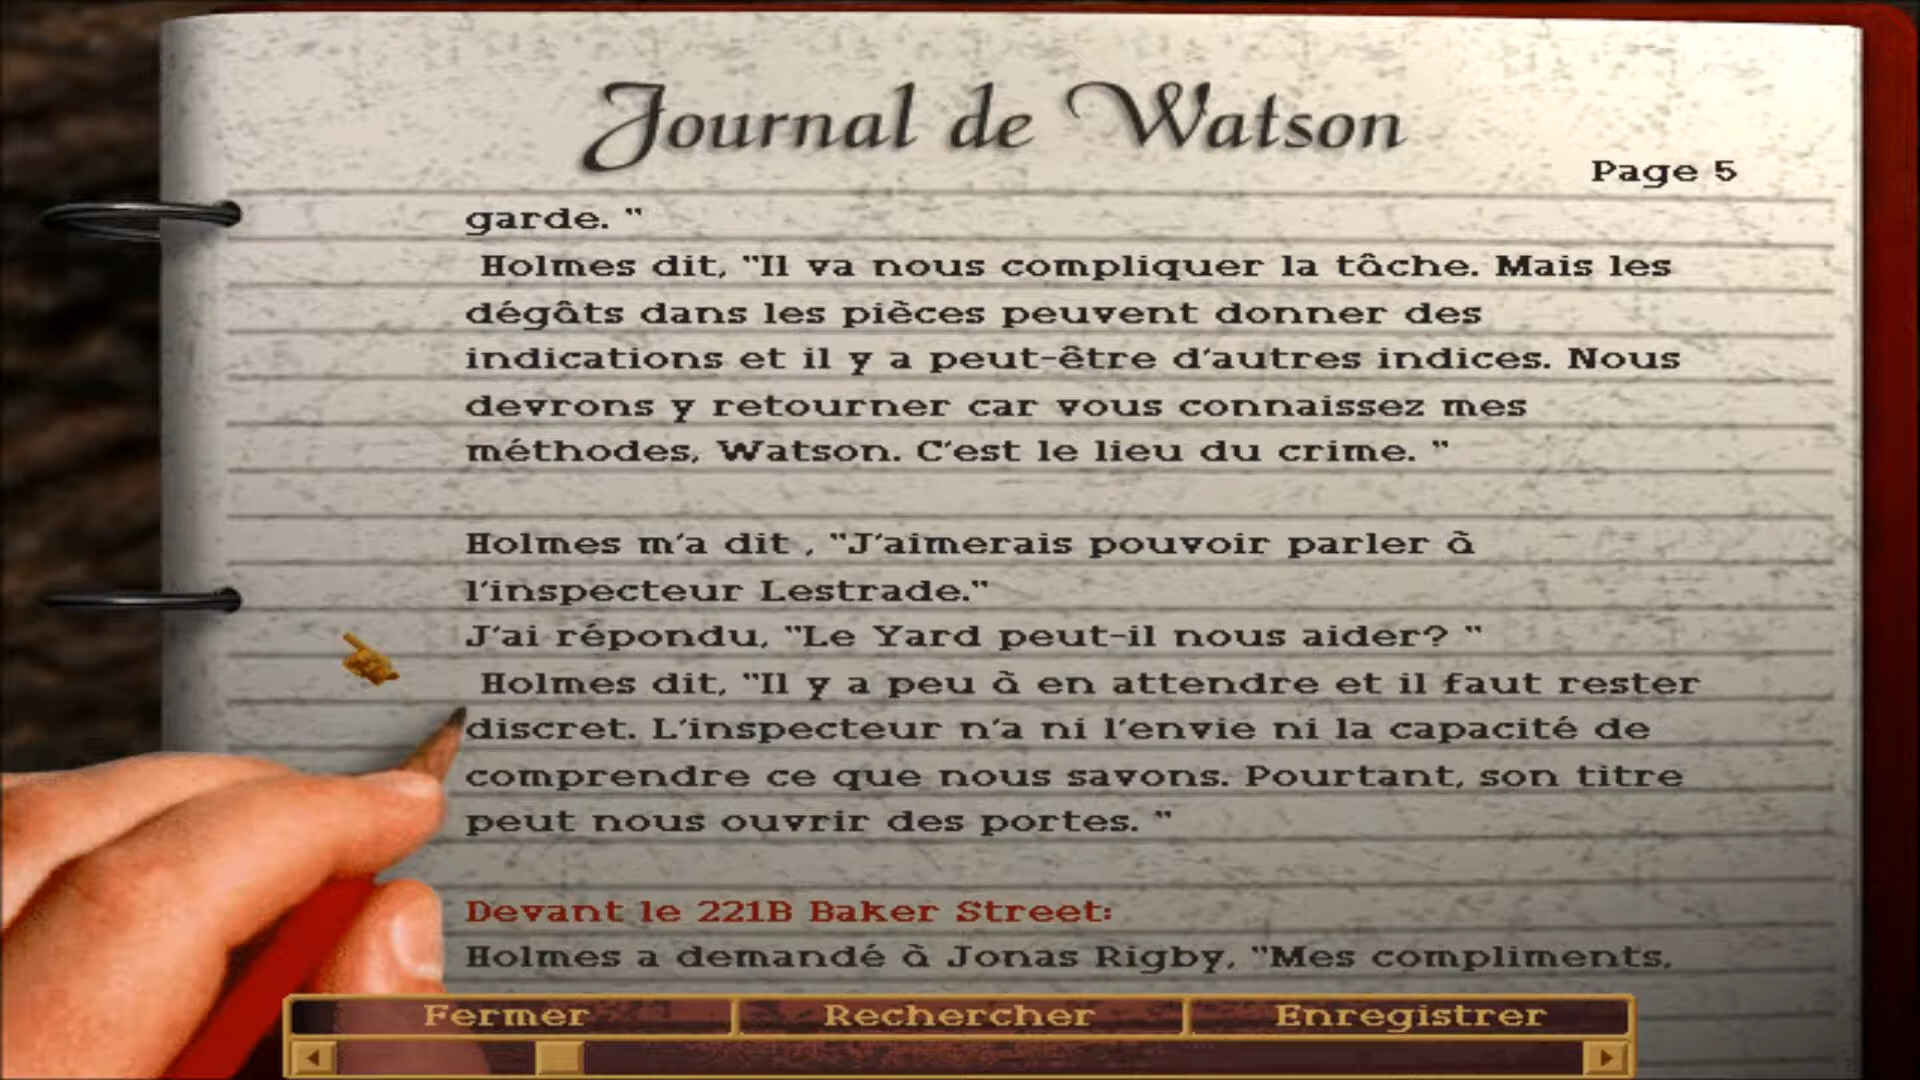 Journal de Watson
Page 5
garde. "
Holmes dit, "Il va nous compliquer la tâche. Mais les
dégâts dans les pièces peuvent donner des
indications et il y a peut-être d'autres indices. Nous
devrons y retourner car vous connaissez mes
méthodes, Watson. C'est le lieu du crime. "
Holmes m'a dit , "J'aimerais pouvoir parler à
l'inspecteur Lestrade."
J'ai répondu, "Le Yard peut-il nous aider? "
Holmes dit, "Il y a peu à en attendre et il faut rester
discret. L'inspecteur n'a ni l'envie ni la capacité de
comprendre ce que nous savons. Pourtant, son titre
peut nous ouvrir des portes. "
Devant le 221B Baker Street:
Holmes a demandé à Jonas Rigby, "Mes compliments,
Fermer
Rechercher
Enregistrer